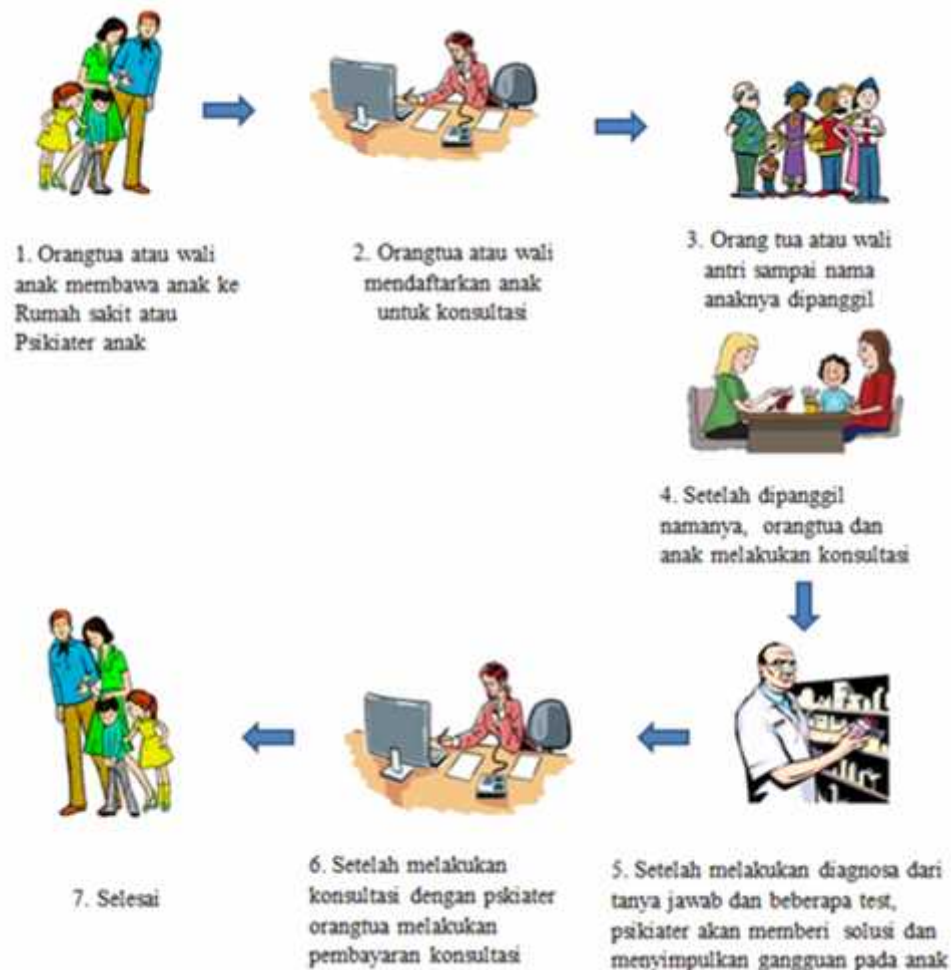 1. Orangtua atau wali
anak membawa anak ke
Rumah sakit atau
Psikiater anak
2. Orangtua atau wali
mendaftarkan anak
untuk konsultasi
3. Orang tua atau wali
antri sampai nama
anaknya dipanggil
4. Setelah dipanggil
namanya, orangtua dan
anak melakukan konsultasi
5. Setelah melakukan diagnosa dari
tanya jawab dan beberapa test,
psikiater akan memberi solusi dan
menyimpulkan gangguan pada anak
6. Setelah melakukan
konsultasi dengan pskiater
orangtua melakukan
pembayaran konsultasi
7. Selesai